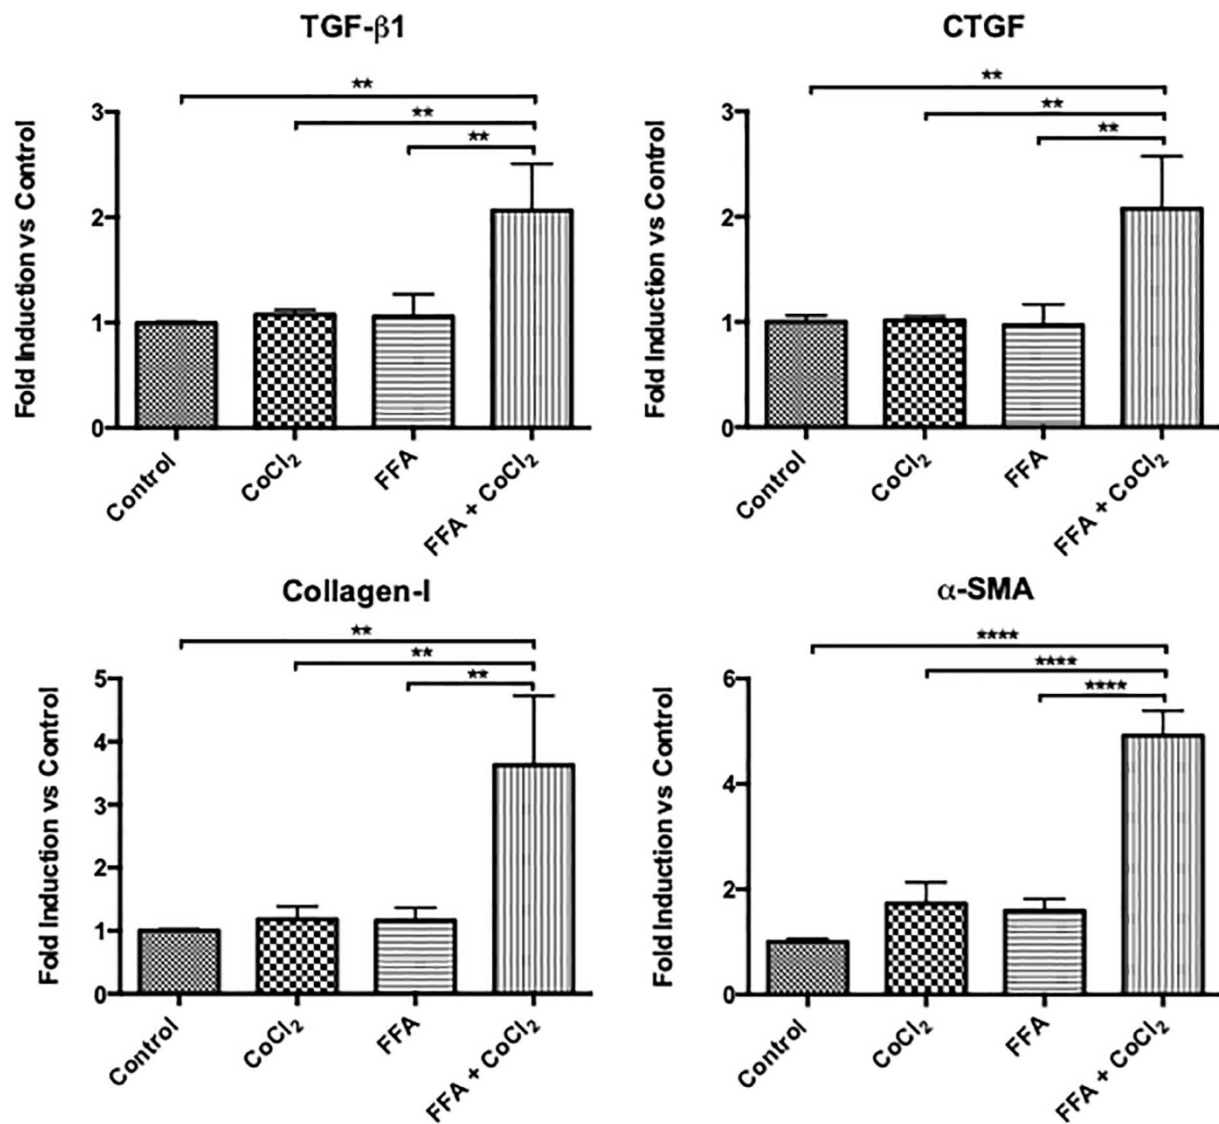 TGF-β1
**
**
**
Fold Induction vs Control
3
2
1
0
Control
CoCl₂
FFA
FFA + CoCl₂
CTGF
**
**
**
Fold Induction vs Control
3
2
1
0
Control
CoCl₂
FFA
FFA + CoCl₂
Collagen-I
**
**
**
Fold Induction vs Control
5
4
3
2
1
0
Control
CoCl₂
FFA
FFA + CoCl₂
α-SMA
****
****
****
Fold Induction vs Control
6
4
2
0
Control
CoCl₂
FFA
FFA + CoCl₂